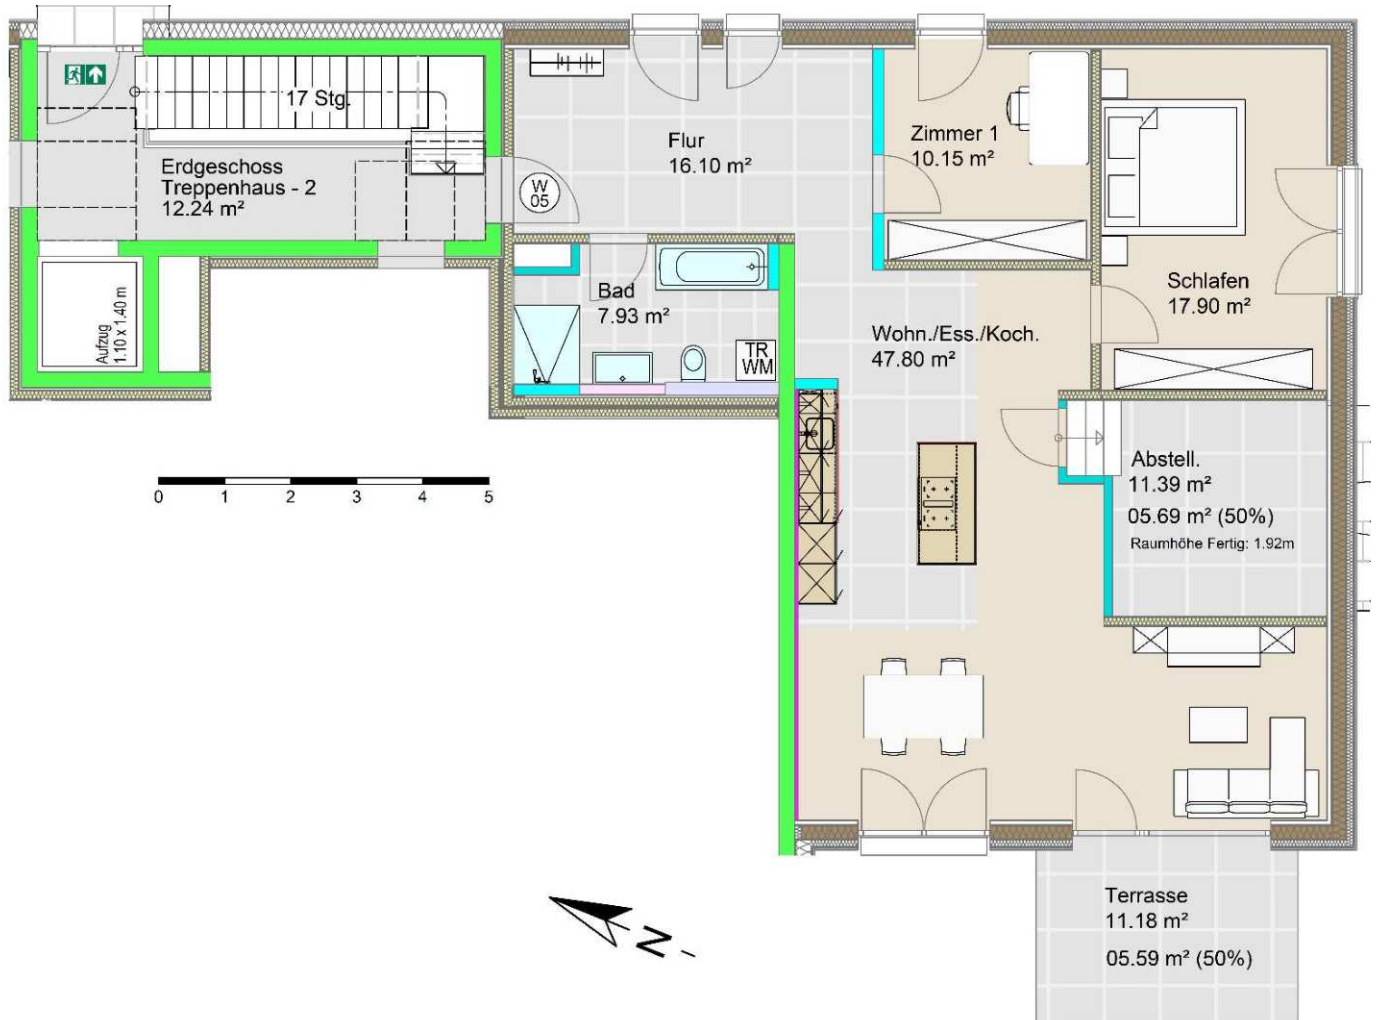 17 Stg.
Erdgeschoss
Treppenhaus - 2
12.24 m²
W
05
Flur
16.10 m²
Zimmer 1
10.15 m²
Schlafen
17.90 m²
Bad
7.93 m²
TR
WM
Aufzug
1.10 x 1.40 m
Wohn./Ess./Koch.
47.80 m²
Abstell.
11.39 m²
05.69 m² (50%)
Raumhöhe Fertig: 1.92m
0 1 2 3 4 5
Terrasse
11.18 m²
05.59 m² (50%)
N